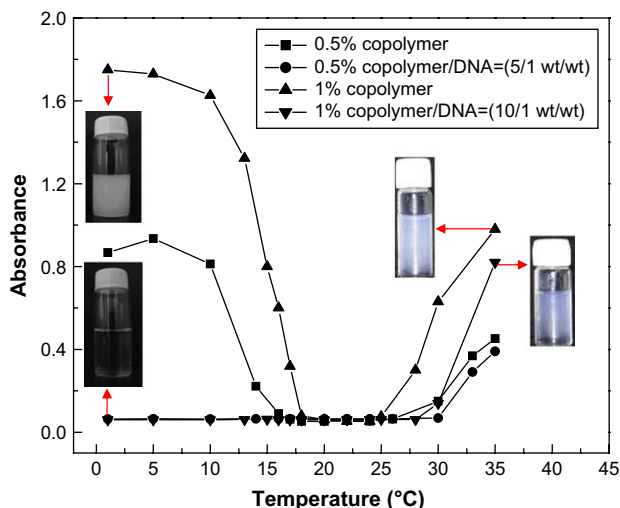 2.0
1.6
1.2
0.8
0.4
0.0
Absorbance
0.5% copolymer
0.5% copolymer/DNA=(5/1 wt/wt)
1% copolymer
1% copolymer/DNA=(10/1 wt/wt)
0 5 10 15 20 25 30 35 40 45
Temperature (°C)